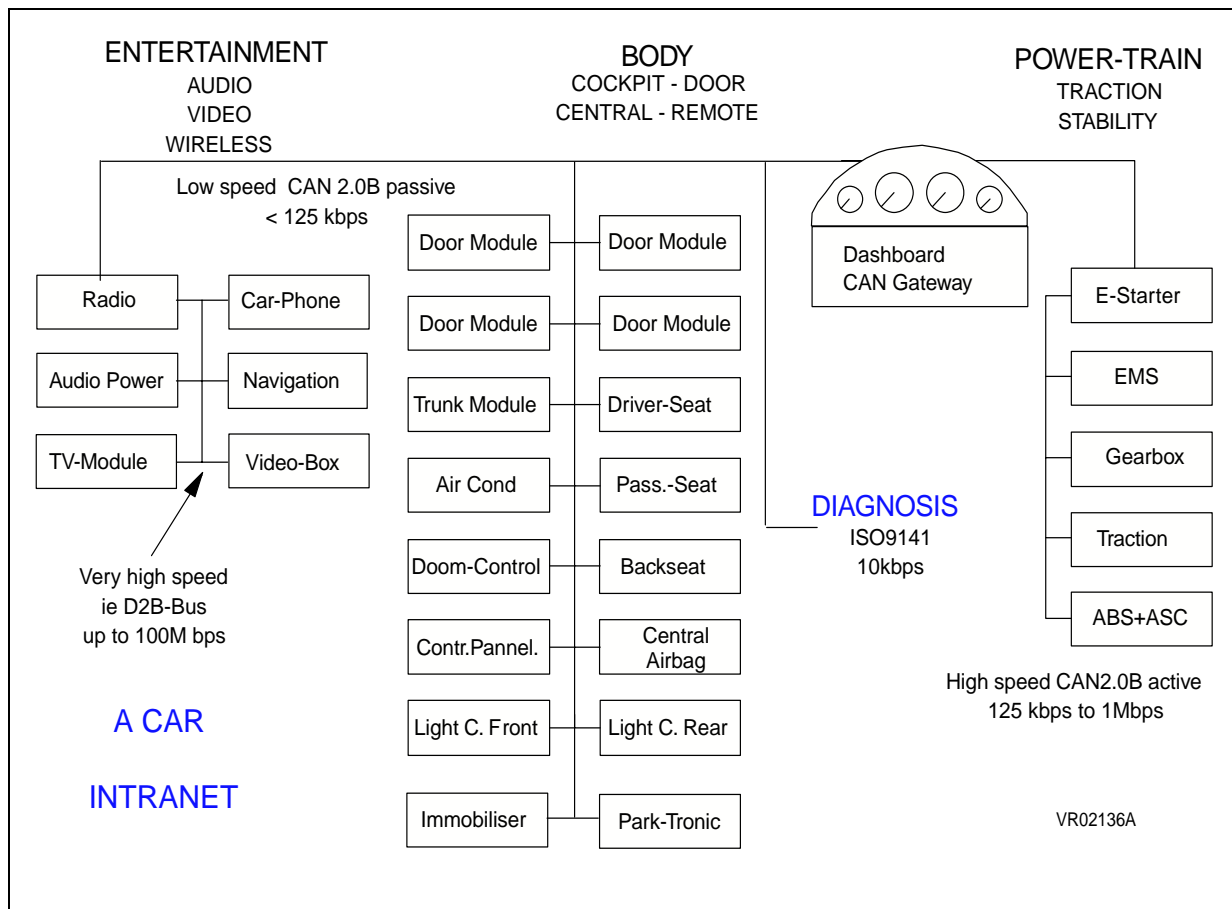 ENTERTAINMENT
AUDIO
VIDEO
WIRELESS
BODY
COCKPIT - DOOR
CENTRAL - REMOTE
POWER-TRAIN
TRACTION
STABILITY
Low speed CAN 2.0B passive
< 125 kbps
Dashboard
CAN Gateway
Radio
Car-Phone
Audio Power
Navigation
TV-Module
Video-Box
Very high speed
ie D2B-Bus
up to 100M bps
Door Module
Door Module
Door Module
Door Module
Trunk Module
Driver-Seat
Air Cond
Pass.-Seat
Doom-Control
Backseat
Contr.Pannel.
Central
Airbag
Light C. Front
Light C. Rear
Immobiliser
Park-Tronic
DIAGNOSIS
ISO9141
10kbps
E-Starter
EMS
Gearbox
Traction
ABS+ASC
High speed CAN2.0B active
125 kbps to 1Mbps
A CAR
INTRANET
VR02136A